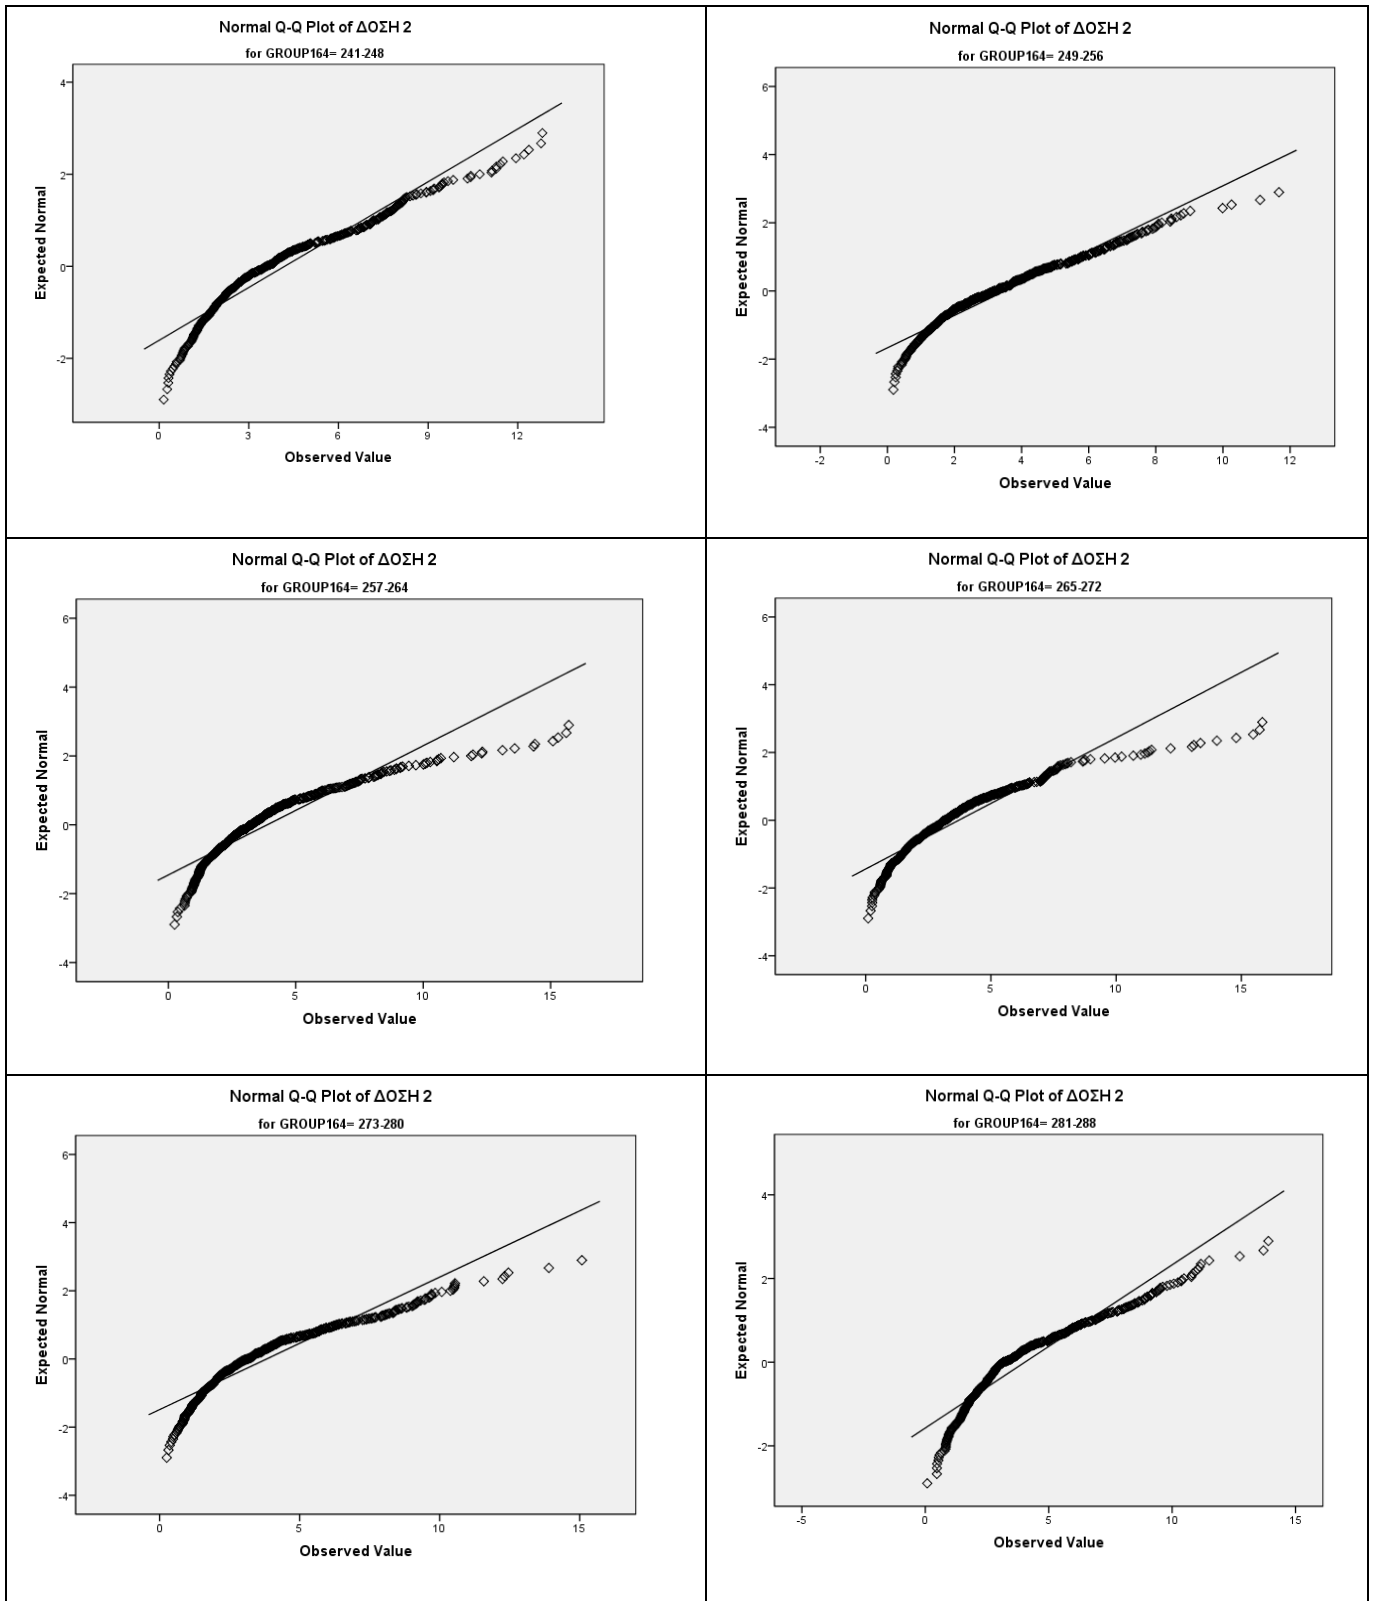 Normal Q-Q Plot of ΔΟΣΗ 2
for GROUP164= 241-248
4
2
0
-2
Expected Normal
0 3 6 9 12
Observed Value
Normal Q-Q Plot of ΔΟΣΗ 2
for GROUP164= 249-256
6
4
2
0
-2
-4
Expected Normal
-2 0 2 4 6 8 10 12
Observed Value
Normal Q-Q Plot of ΔΟΣΗ 2
for GROUP164= 257-264
6
4
2
0
-2
-4
Expected Normal
0 5 10 15
Observed Value
Normal Q-Q Plot of ΔΟΣΗ 2
for GROUP164= 265-272
6
4
2
0
-2
-4
Expected Normal
0 5 10 15
Observed Value
Normal Q-Q Plot of ΔΟΣΗ 2
for GROUP164= 273-280
6
4
2
0
-2
-4
Expected Normal
0 5 10 15
Observed Value
Normal Q-Q Plot of ΔΟΣΗ 2
for GROUP164= 281-288
4
2
0
-2
Expected Normal
-5 0 5 10 15
Observed Value